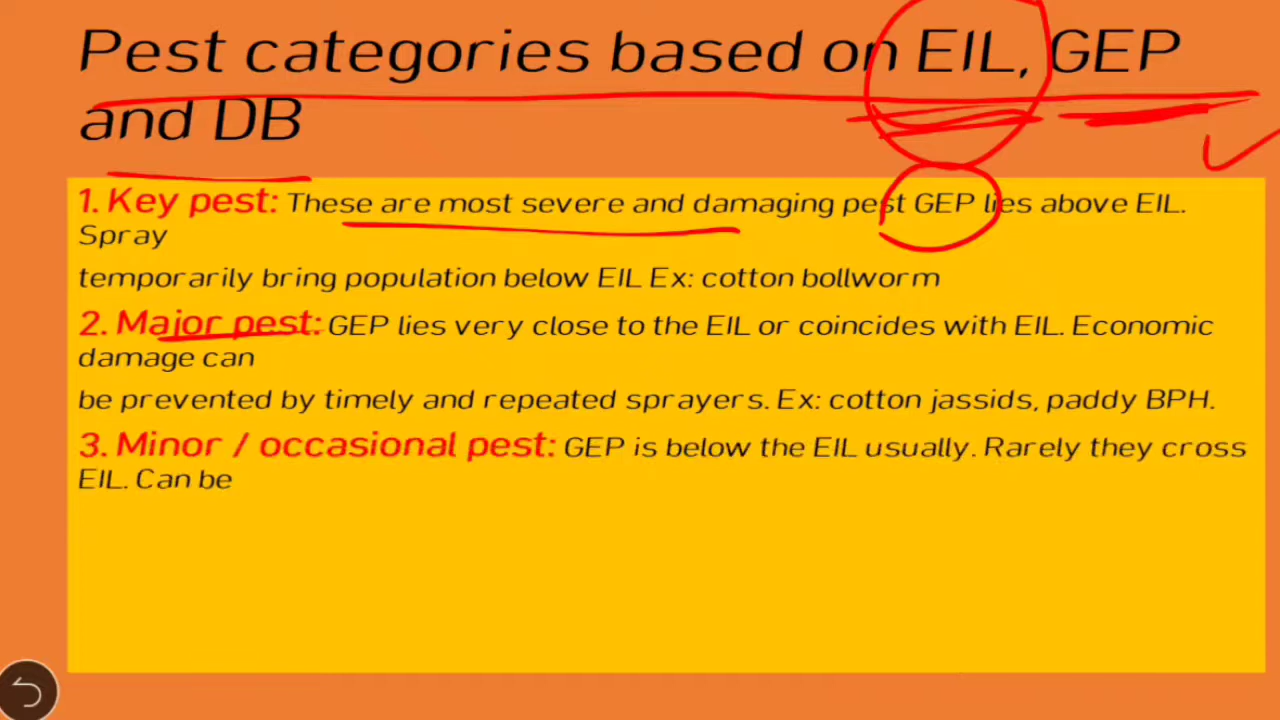 Pest categories based on EIL, GEP
and DB
1. Key pest: These are most severe and damaging pest GEP lies above EIL.
Spray
temporarily bring population below EIL Ex: cotton bollworm
2. Major pest: GEP lies very close to the EIL or coincides with EIL. Economic
damage can
be prevented by timely and repeated sprayers. Ex: cotton jassids, paddy BPH.
3. Minor / occasional pest: GEP is below the EIL usually. Rarely they cross
EIL. Can be